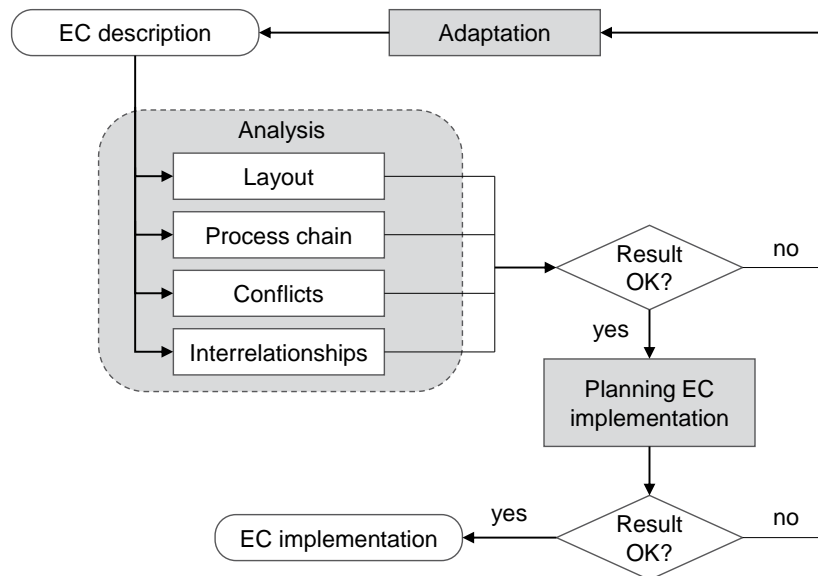 EC description
Adaptation
Analysis
Layout
Process chain
Conflicts
Interrelationships
Result
OK?
no
yes
Planning EC
implementation
EC implementation
yes
Result
OK?
no